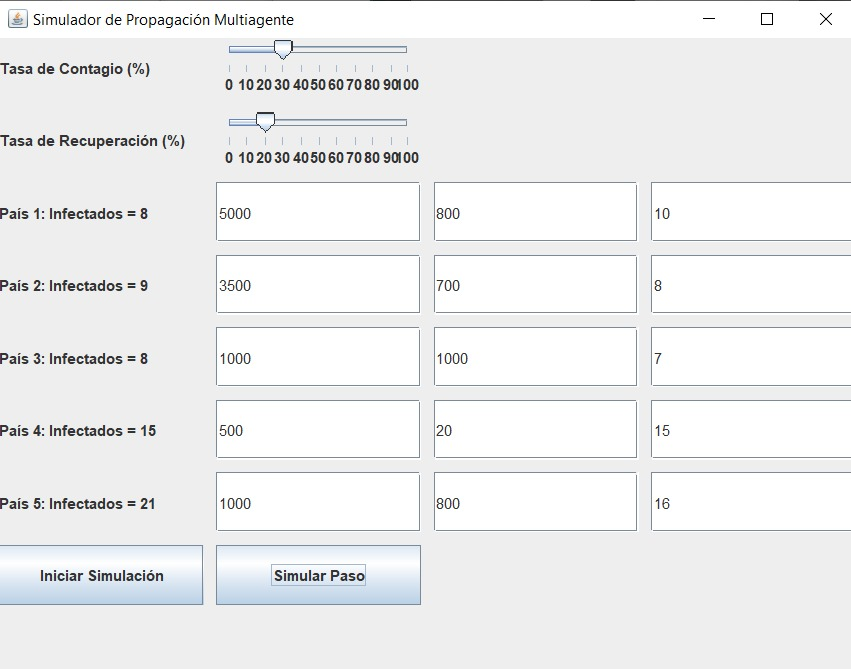 Simulador de Propagación Multiagente
Tasa de Contagio (%)
0 10 20 30 40 50 60 70 80 90 100
Tasa de Recuperación (%)
0 10 20 30 40 50 60 70 80 90 100
País 1: Infectados = 8 5000 800 10
País 2: Infectados = 9 3500 700 8
País 3: Infectados = 8 1000 1000 7
País 4: Infectados = 15 500 20 15
País 5: Infectados = 21 1000 800 16
Iniciar Simulación Simular Paso